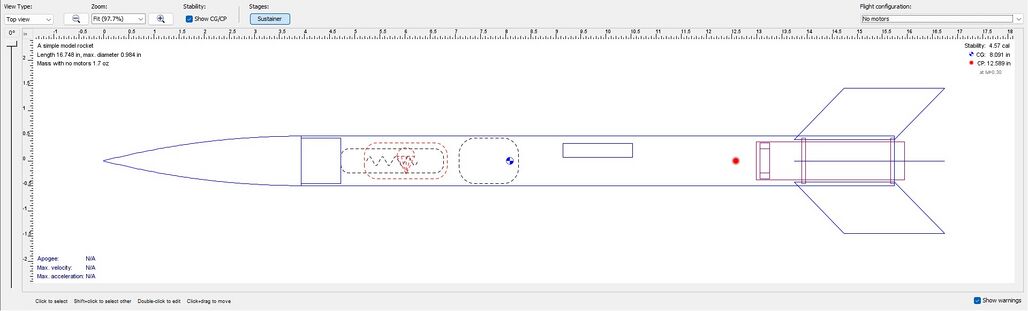 View Type:
Top view
Zoom:
Fit (97.7%)
Stability:
Show CG/CP
Stages:
Sustainer
Flight configuration:
No motors
0°
in
-1.5 -1 -0.5 0 0.5 1 1.5 2 2.5 3 3.5 4 4.5 5 5.5 6 6.5 7 7.5 8 8.5 9 9.5 10 10.5 11 11.5 12 12.5 13 13.5 14 14.5 15 15.5 16 16.5 17 17.5 18
A simple model rocket
Length 16.748 in, max. diameter 0.984 in
Mass with no motors 1.7 oz
Stability: 4.57 cal
CG: 8.091 in
CP: 12.589 in
at M=0.30
2
1.5
1
0.5
0
-0.5
-1
-1.5
-2
Apogee: N/A
Max. velocity: N/A
Max. acceleration: N/A
Click to select Shift+click to select other Double-click to edit Click+drag to move
Show warnings